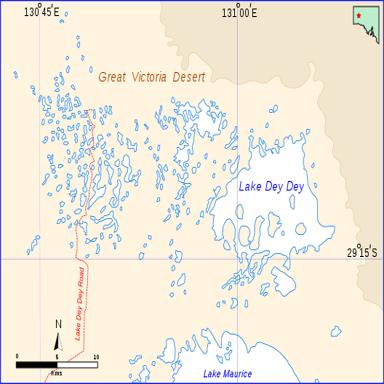 130°45'E
131°00'E
Great Victoria Desert
Lake Dey Dey
29°15'S
Lake Dey Dey Road
N
0 5 10
Kms
Lake Maurice